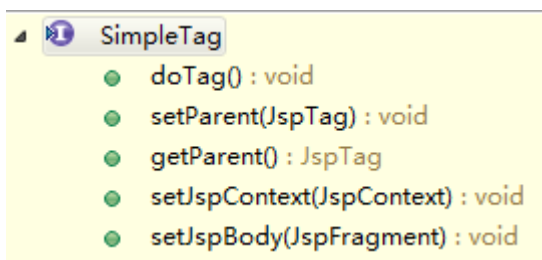 SimpleTag
doTag() : void
setParent(JspTag) : void
getParent() : JspTag
setJspContext(JspContext) : void
setJspBody(JspFragment) : void